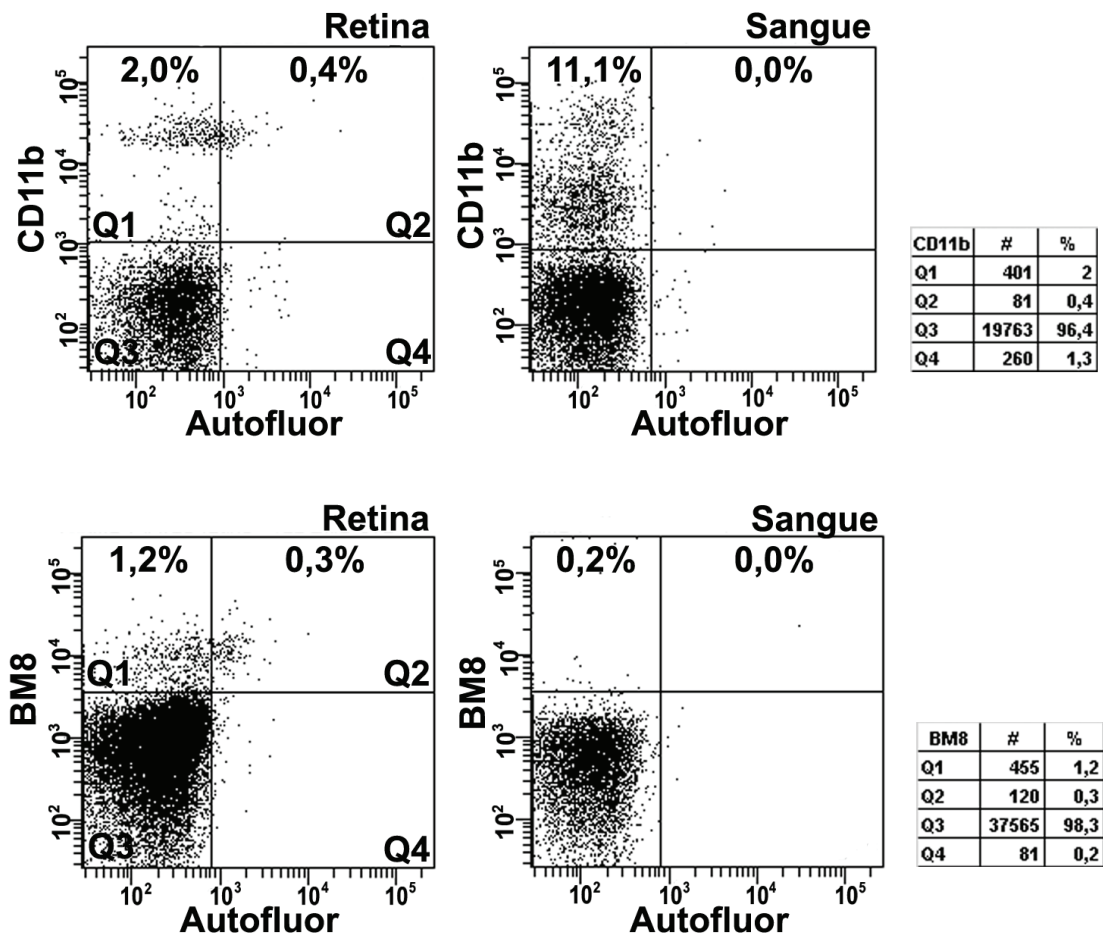 Retina
2,0% 0,4%
CD11b
10^5
10^4
10^3
10^2
Q1 Q2
Q3 Q4
10^2 10^3 10^4 10^5
Autofluor
Sangue
11,1% 0,0%
CD11b
10^5
10^4
10^3
10^2
10^2 10^3 10^4 10^5
Autofluor
CD11b # %
Q1 401 2
Q2 81 0,4
Q3 19763 96,4
Q4 260 1,3
Retina
1,2% 0,3%
BM8
10^5
10^4
10^3
10^2
Q1 Q2
Q3 Q4
10^2 10^3 10^4 10^5
Autofluor
Sangue
0,2% 0,0%
BM8
10^5
10^4
10^3
10^2
10^2 10^3 10^4 10^5
Autofluor
BM8 # %
Q1 455 1,2
Q2 120 0,3
Q3 37565 98,3
Q4 81 0,2